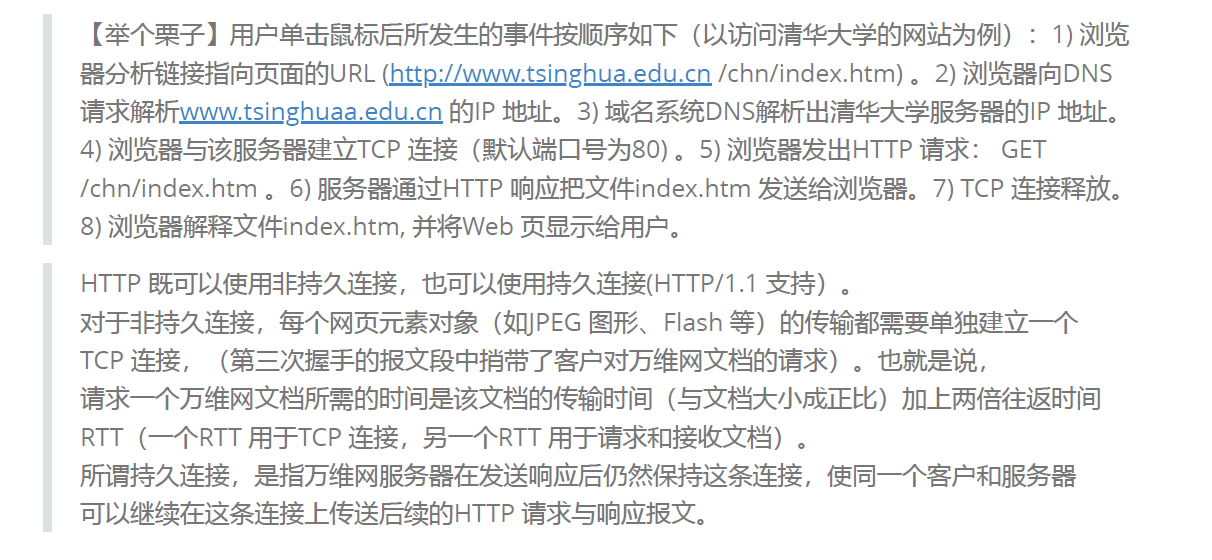 【举个栗子】用户单击鼠标后所发生的事件按顺序如下（以访问清华大学的网站为例）：1) 浏览
器分析链接指向页面的URL (http://www.tsinghua.edu.cn /chn/index.htm) 。2) 浏览器向DNS
请求解析www.tsinghuaa.edu.cn 的IP 地址。3) 域名系统DNS解析出清华大学服务器的IP 地址。
4) 浏览器与该服务器建立TCP 连接（默认端口号为80) 。5) 浏览器发出HTTP 请求： GET
/chn/index.htm 。6) 服务器通过HTTP 响应把文件index.htm 发送给浏览器。7) TCP 连接释放。
8) 浏览器解释文件index.htm, 并将Web 页显示给用户。
HTTP 既可以使用非持久连接，也可以使用持久连接(HTTP/1.1 支持）。
对于非持久连接，每个网页元素对象（如JPEG 图形、Flash 等）的传输都需要单独建立一个
TCP 连接，（第三次握手的报文段中捎带了客户对万维网文档的请求）。也就是说，
请求一个万维网文档所需的时间是该文档的传输时间（与文档大小成正比）加上两倍往返时间
RTT（一个RTT 用于TCP 连接，另一个RTT 用于请求和接收文档）。
所谓持久连接，是指万维网服务器在发送响应后仍然保持这条连接，使同一个客户和服务器
可以继续在这条连接上传送后续的HTTP 请求与响应报文。